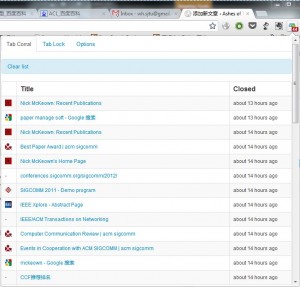 百度百科
ACL_百度百科
Inbox - wh.pku@gmail
添加新文章 ‹ Ashes of
Tab Corral Tab Lock Options
Clear list
Title Closed
Nick McKeown: Recent Publications about 13 hours ago
paper manage soft - Google 搜索 about 13 hours ago
Nick McKeown: Recent Publications about 14 hours ago
Best Paper Award | acm sigcomm about 14 hours ago
Nick McKeown's Home Page about 14 hours ago
- conferences.sigcomm.org/sigcomm/2012/ about 14 hours ago
SIGCOMM 2011 - Demo program about 14 hours ago
IEEE Xplore - Abstract Page about 14 hours ago
- IEEE/ACM Transactions on Networking about 14 hours ago
Computer Communication Review | acm sigcomm about 14 hours ago
Events in Cooperation with ACM SIGCOMM | acm sigcomm about 14 hours ago
mckeown - Google 搜索 about 14 hours ago
- CCF推荐排名 about 14 hours ago